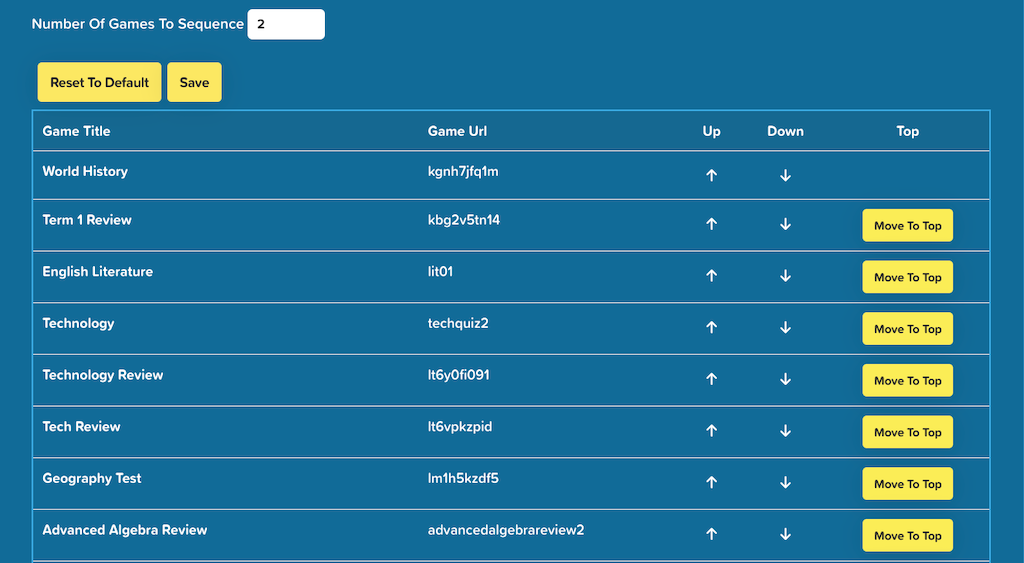 Number Of Games To Sequence 2
Reset To Default Save
Game Title Game Url Up Down Top
World History kgnh7jfq1m
Term 1 Review kbg2v5tn14 Move To Top
English Literature lit01 Move To Top
Technology techquiz2 Move To Top
Technology Review lt6y0fi091 Move To Top
Tech Review lt6vpkzpid Move To Top
Geography Test lm1h5kzdf5 Move To Top
Advanced Algebra Review advancedalgebrareview2 Move To Top